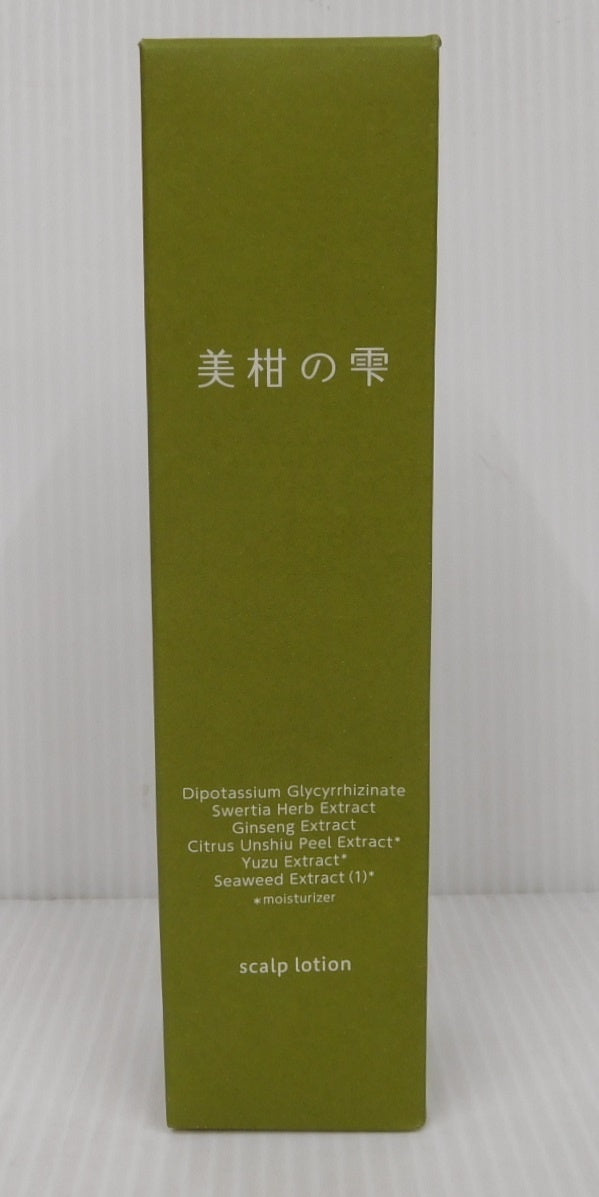 美柑の雫
Dipotassium Glycyrrhizinate
Swertia Herb Extract
Ginseng Extract
Citrus Unshiu Peel Extract*
Yuzu Extract*
Seaweed Extract (1)*
*moisturizer
scalp lotion